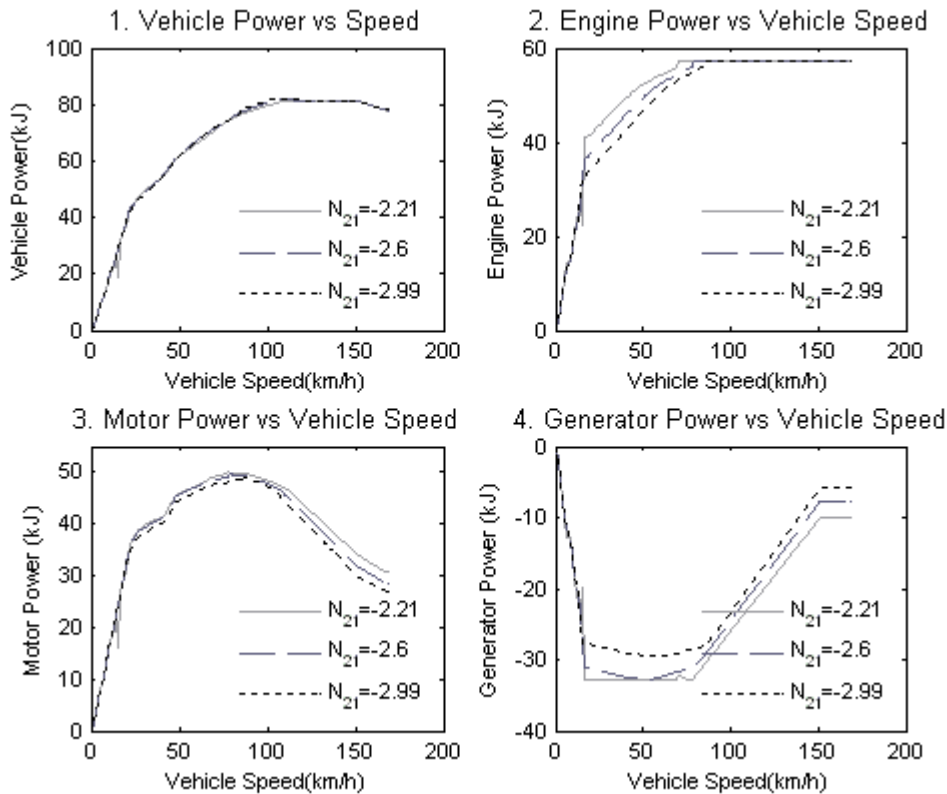 1. Vehicle Power vs Speed
100
80
60
40
20
0
Vehicle Power(kJ)
N21=-2.21
N21=-2.6
N21=-2.99
0 50 100 150 200
Vehicle Speed(km/h)
2. Engine Power vs Vehicle Speed
60
40
20
0
Engine Power (kJ)
N21=-2.21
N21=-2.6
N21=-2.99
0 50 100 150 200
Vehicle Speed(km/h)
3. Motor Power vs Vehicle Speed
50
40
30
20
10
0
Motor Power (kJ)
N21=-2.21
N21=-2.6
N21=-2.99
0 50 100 150 200
Vehicle Speed(km/h)
4. Generator Power vs Vehicle Speed
0
-10
-20
-30
-40
Generator Power (kJ)
N21=-2.21
N21=-2.6
N21=-2.99
0 50 100 150 200
Vehicle Speed(km/h)